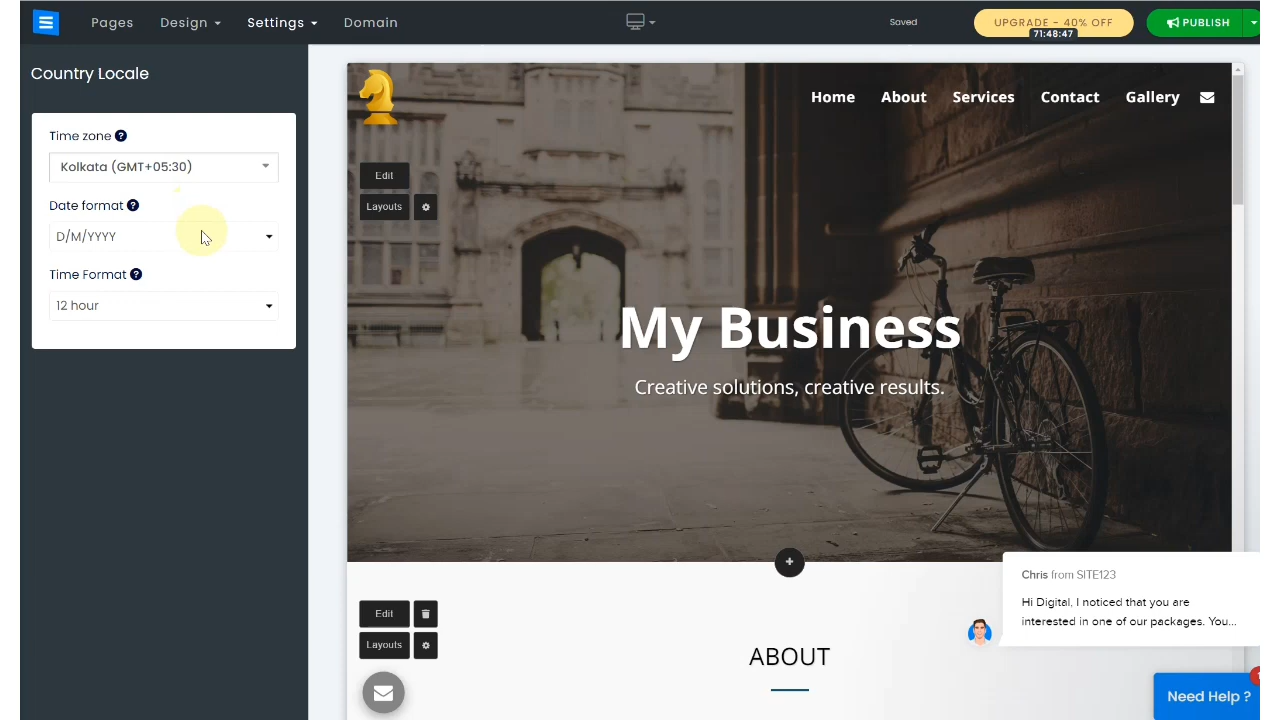 Pages
Design
Settings
Domain
Saved
UPGRADE - 40% OFF
71:48:47
PUBLISH
Country Locale
Time zone
Kolkata (GMT+05:30)
Date format
D/M/YYYY
Time Format
12 hour
Home
About
Services
Contact
Gallery
Edit
Layouts
My Business
Creative solutions, creative results.
Edit
Layouts
ABOUT
Chris from SITE123
Hi Digital, I noticed that you are
interested in one of our packages. You...
Need Help ?